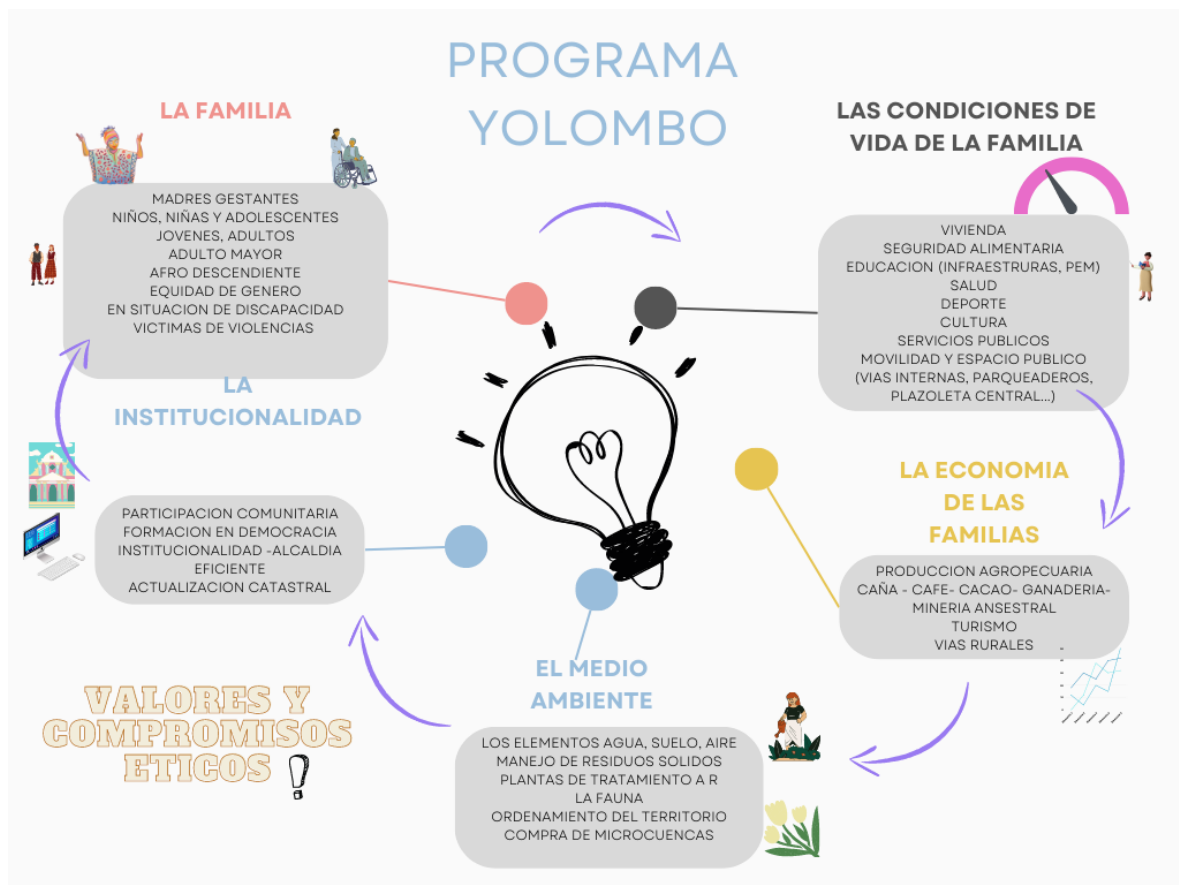 PROGRAMA
YOLOMBO
LA FAMILIA
MADRES GESTANTES
NIÑOS, NIÑAS Y ADOLESCENTES
JOVENES, ADULTOS
ADULTO MAYOR
AFRO DESCENDIENTE
EQUIDAD DE GENERO
EN SITUACION DE DISCAPACIDAD
VICTIMAS DE VIOLENCIAS
LAS CONDICIONES DE
VIDA DE LA FAMILIA
VIVIENDA
SEGURIDAD ALIMENTARIA
EDUCACION (INFRAESTRURAS, PEM)
SALUD
DEPORTE
CULTURA
SERVICIOS PUBLICOS
MOVILIDAD Y ESPACIO PUBLICO
(VIAS INTERNAS, PARQUEADEROS,
PLAZOLETA CENTRAL...)
LA ECONOMIA
DE LAS
FAMILIAS
PRODUCCION AGROPECUARIA
CAÑA - CAFE- CACAO- GANADERIA-
MINERIA ANSESTRAL
TURISMO
VIAS RURALES
EL MEDIO
AMBIENTE
LOS ELEMENTOS AGUA, SUELO, AIRE
MANEJO DE RESIDUOS SOLIDOS
PLANTAS DE TRATAMIENTO A R
LA FAUNA
ORDENAMIENTO DEL TERRITORIO
COMPRA DE MICROCUENCAS
LA
INSTITUCIONALIDAD
PARTICIPACION COMUNITARIA
FORMACION EN DEMOCRACIA
INSTITUCIONALIDAD -ALCALDIA
EFICIENTE
ACTUALIZACION CATASTRAL
VALORES Y
COMPROMISOS
ETICOS !